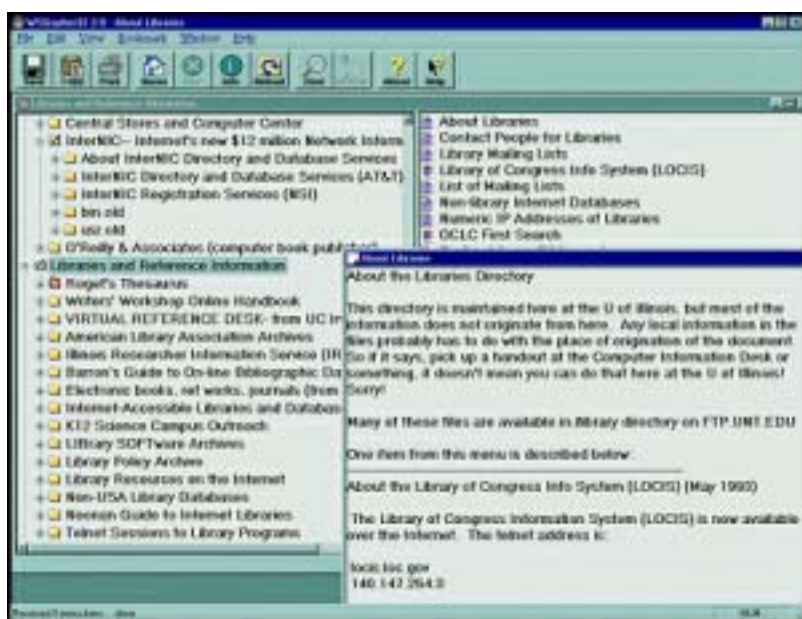 About Libraries
File Edit View Bookmark Window Help
Libraries and Reference Information
Central Stores and Computer Center
InterNIC-- Internet's new $12 million Network Inform
About InterNIC Directory and Database Services
InterNIC Directory and Database Services (AT&T)
InterNIC Registration Services (NSI)
bin old
usr old
O'Reilly & Associates (computer book publisher)
Libraries and Reference Information
Roget's Thesaurus
Writers' Workshop Online Handbook
VIRTUAL REFERENCE DESK- from UC Ir
American Library Association Archives
Illinois Researcher Information Service (IR
Barron's Guide to On-line Bibliographic Da
Electronic books, ref works, journals (from
Internet-Accessible Libraries and Databas
K12 Science Campus Outreach
Library SOFTware Archives
Library Policy Archive
Library Resources on the Internet
Non-USA Library Databases
Noonan Guide to Internet Libraries
Telnet Sessions to Library Programs
About Libraries
Contact People for Libraries
Library Mailing Lists
Library of Congress Info System (LOCIS)
List of Mailing Lists
Non-library Internet Databases
Numeric IP Addresses of Libraries
OCLC First Search
About Libraries
About the Libraries Directory
This directory is maintained here at the U of Illinois, but most of the
information does not originate from here. Any local information in the
files probably has to do with the place of origination of the document.
So if it says, pick up a handout at the Computer Information Desk or
something, it doesn't mean you can do that here at the U of Illinois!
Sorry!
Many of these files are available in /library directory on FTP.UNT.EDU
One item from this menu is described below:
About the Library of Congress Info System (LOCIS) (May 1993)
The Library of Congress Information System (LOCIS) is now available
over the Internet. The telnet address is:
locis.loc.gov
140.147.254.3